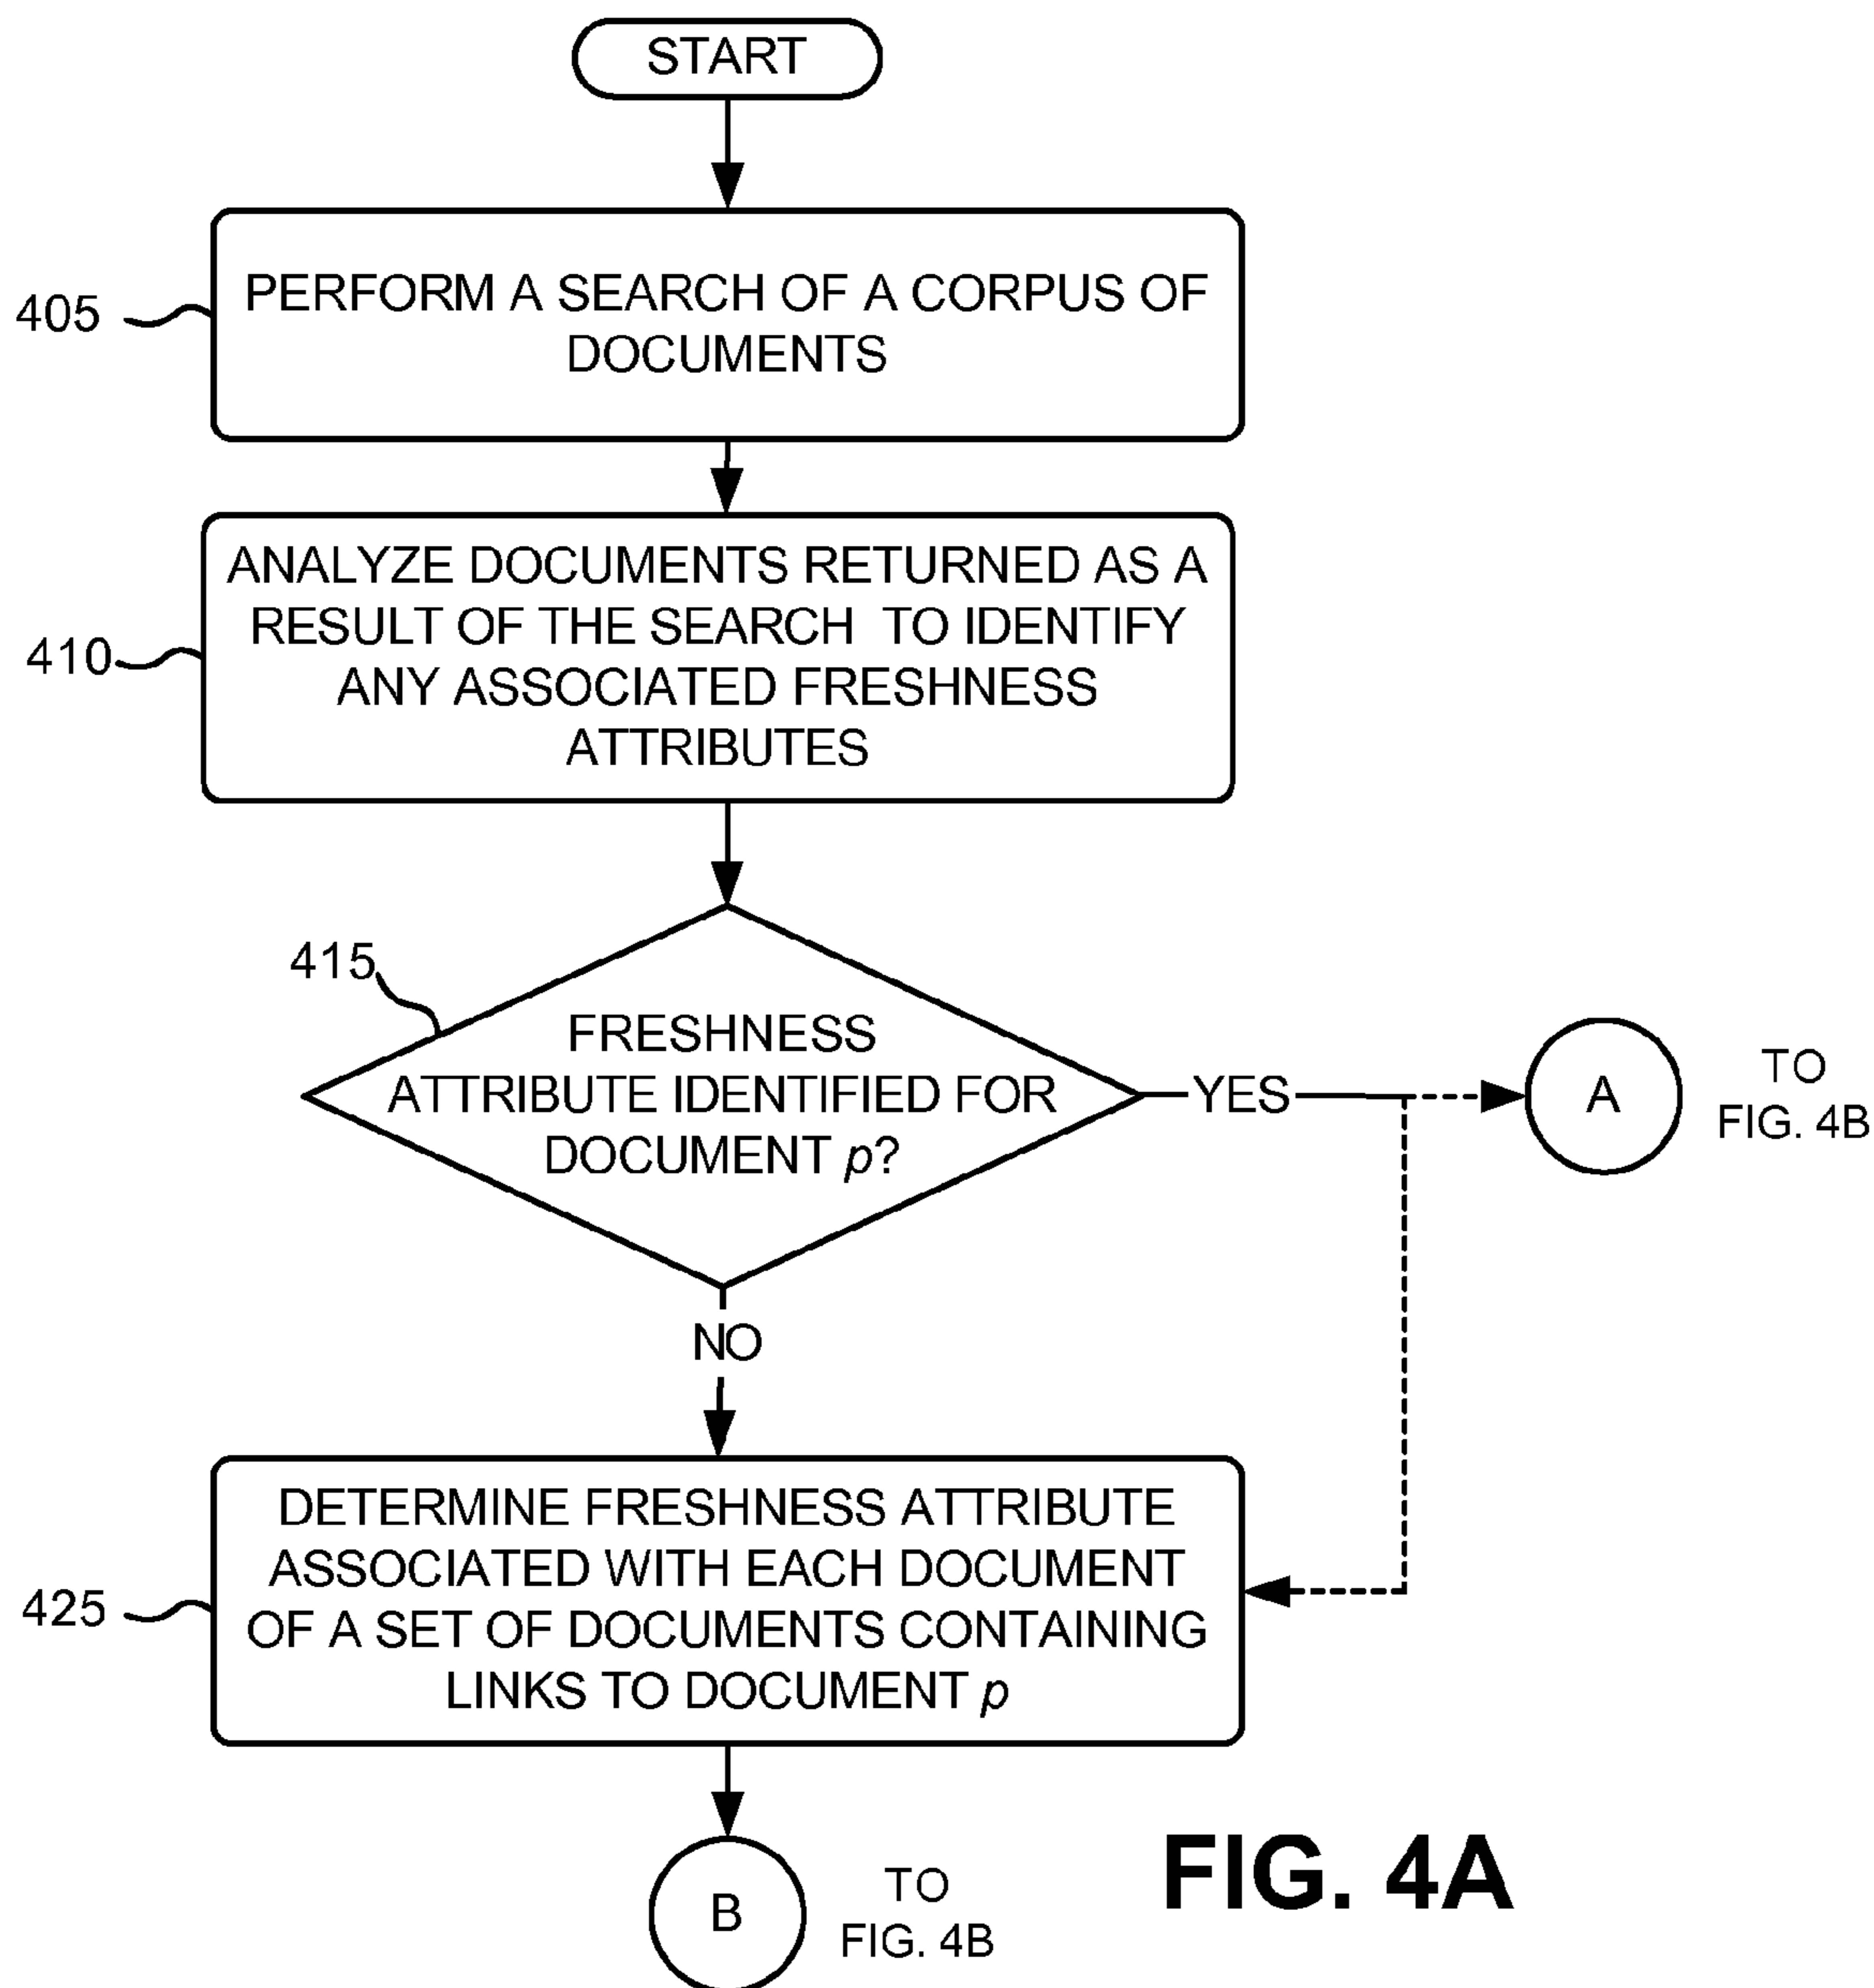 START
405
PERFORM A SEARCH OF A CORPUS OF
DOCUMENTS
410
ANALYZE DOCUMENTS RETURNED AS A
RESULT OF THE SEARCH TO IDENTIFY
ANY ASSOCIATED FRESHNESS
ATTRIBUTES
415
FRESHNESS
ATTRIBUTE IDENTIFIED FOR
DOCUMENT p?
YES
A
TO
FIG. 4B
NO
425
DETERMINE FRESHNESS ATTRIBUTE
ASSOCIATED WITH EACH DOCUMENT
OF A SET OF DOCUMENTS CONTAINING
LINKS TO DOCUMENT p
B
TO
FIG. 4B
FIG. 4A